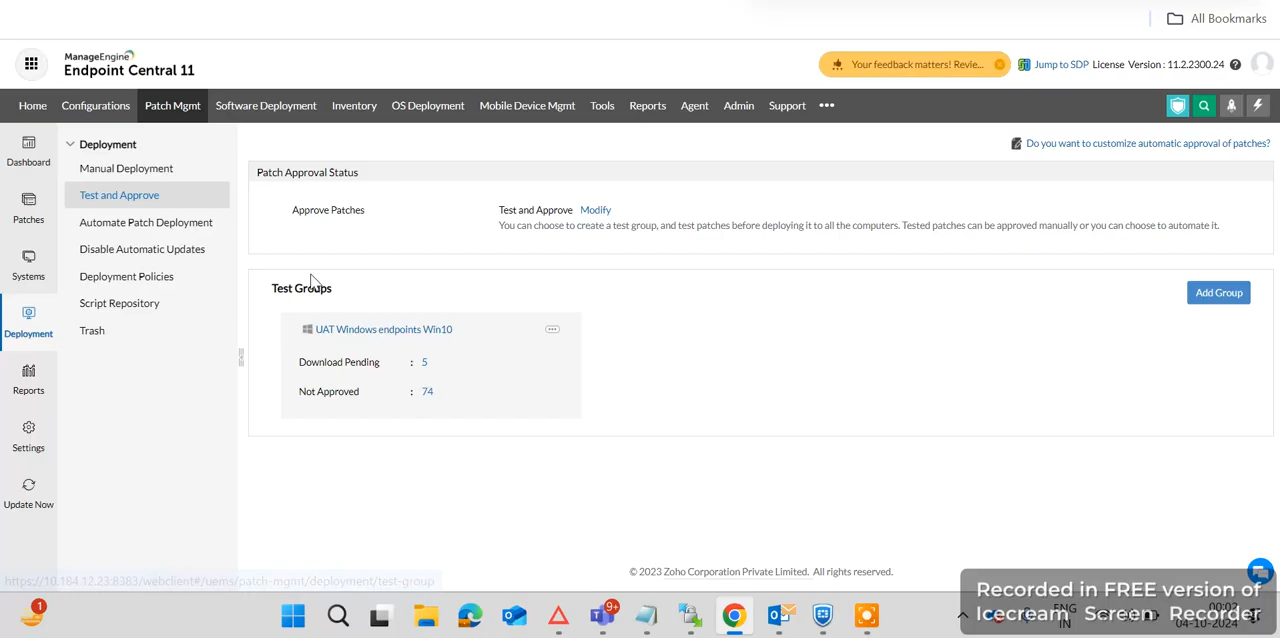 All Bookmarks
ManageEngine
Endpoint Central 11
Your feedback matters! Revie...
Jump to SDP License Version : 11.2.2300.24
Home Configurations Patch Mgmt Software Deployment Inventory OS Deployment Mobile Device Mgmt Tools Reports Agent Admin Support
Dashboard
Patches
Systems
Deployment
Reports
Settings
Update Now
Deployment
Manual Deployment
Test and Approve
Automate Patch Deployment
Disable Automatic Updates
Deployment Policies
Script Repository
Trash
Do you want to customize automatic approval of patches?
Patch Approval Status
Approve Patches Test and Approve Modify
You can choose to create a test group, and test patches before deploying it to all the computers. Tested patches can be approved manually or you can choose to automate it.
Test Groups
Add Group
UAT Windows endpoints Win10
Download Pending : 5
Not Approved : 74
© 2023 Zoho Corporation Private Limited. All rights reserved.
https://10.184.12.23:8383/webclient#/uems/patch-mgmt/deployment/test-group
1
9+
ENG
IN
00:02
04-10-2024
Recorded in FREE version of
Icecream Screen Recorder